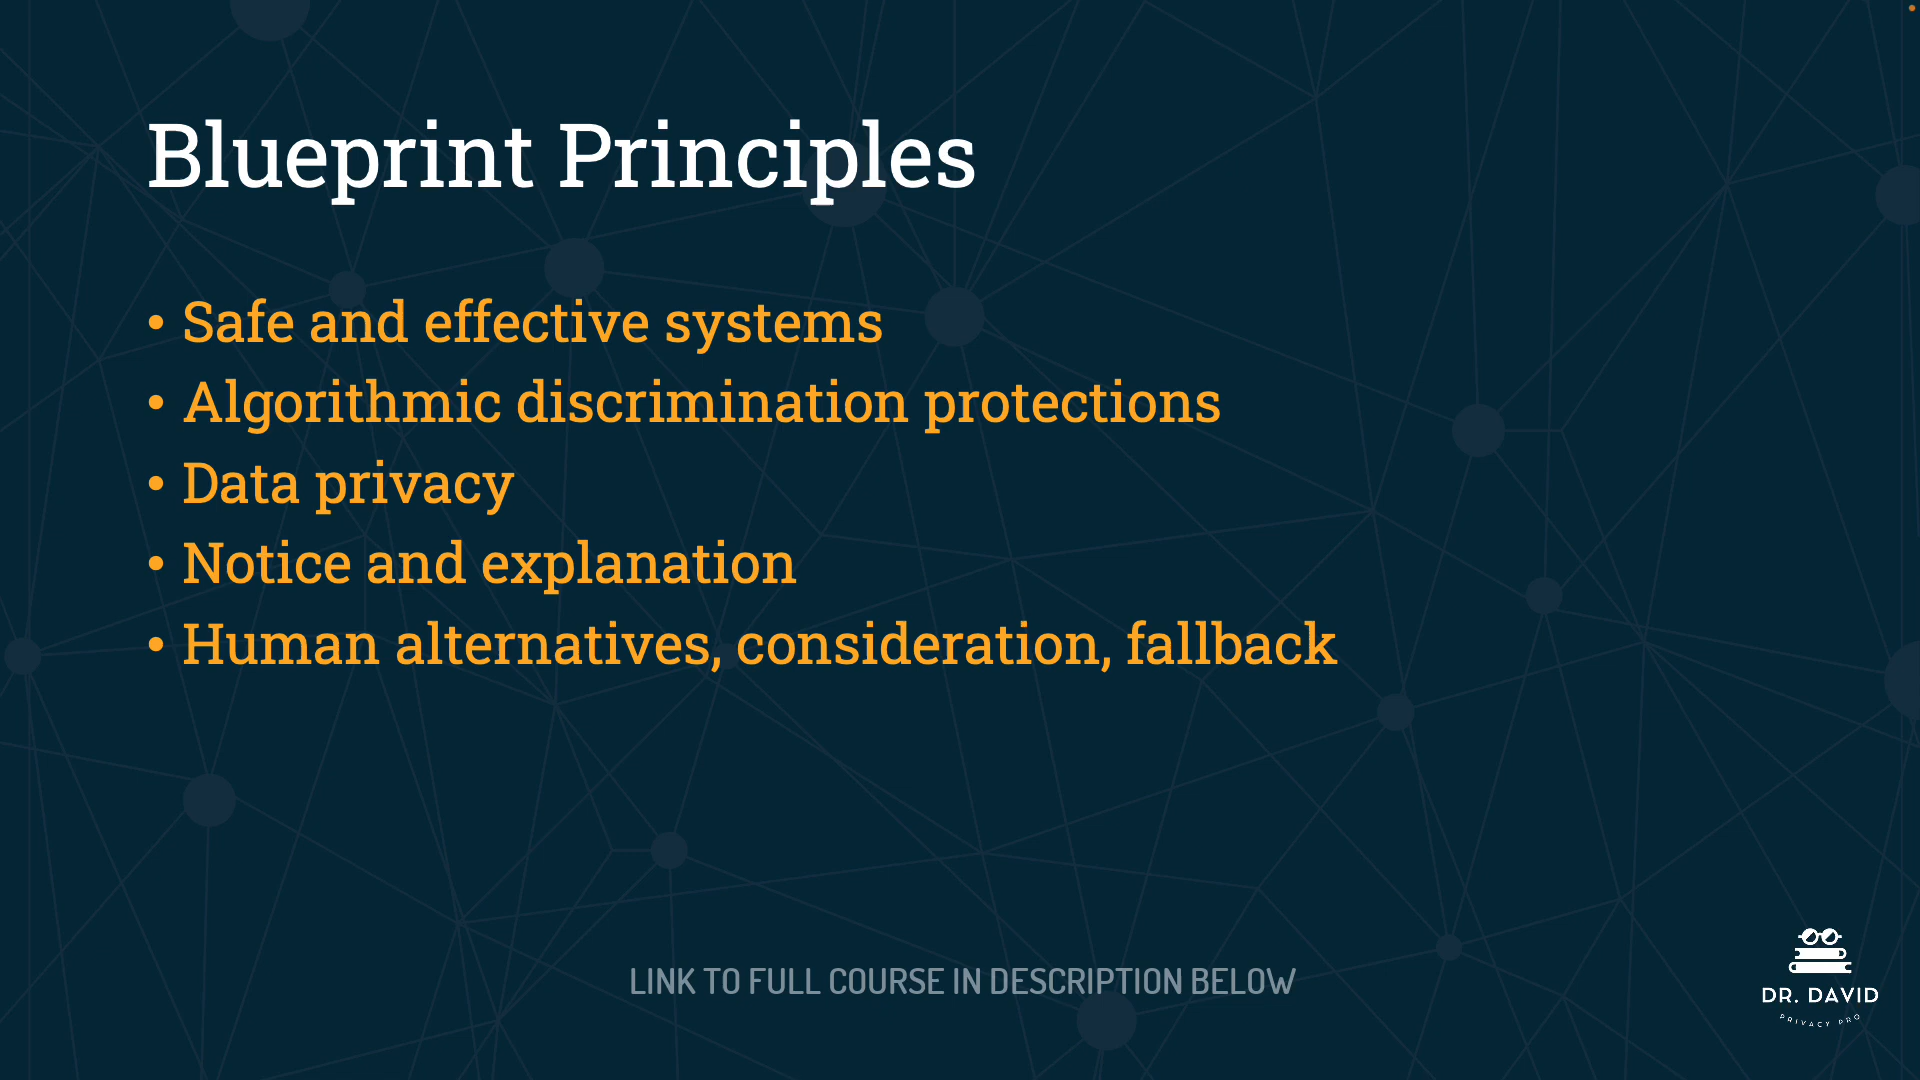 Blueprint Principles
• Safe and effective systems
• Algorithmic discrimination protections
• Data privacy
• Notice and explanation
• Human alternatives, consideration, fallback
LINK TO FULL COURSE IN DESCRIPTION BELOW
DR. DAVID
PRIVACY PRO